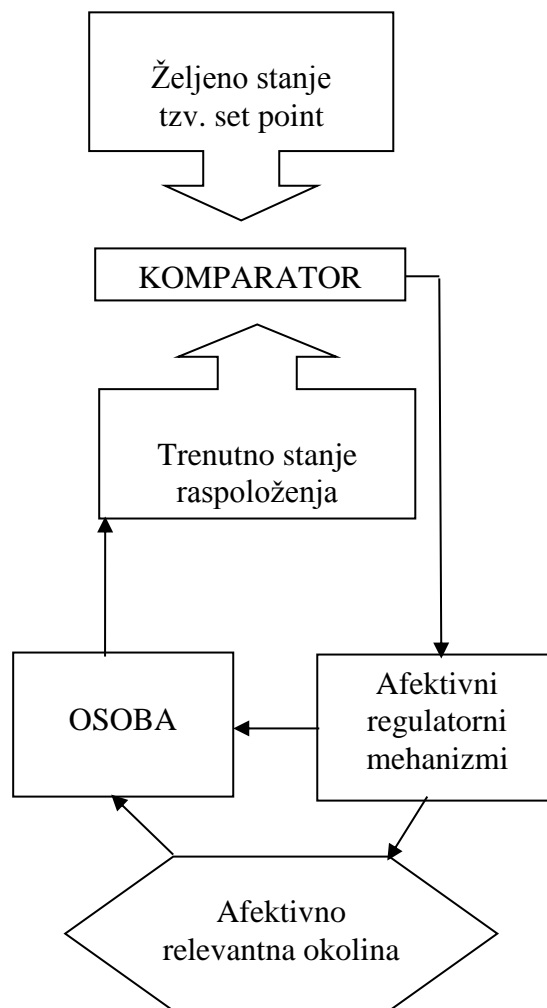 Željeno stanje
tzv. set point
KOMPARATOR
Trenutno stanje
raspoloženja
OSOBA
Afektivni
regulatorni
mehanizmi
Afektivno
relevantna okolina